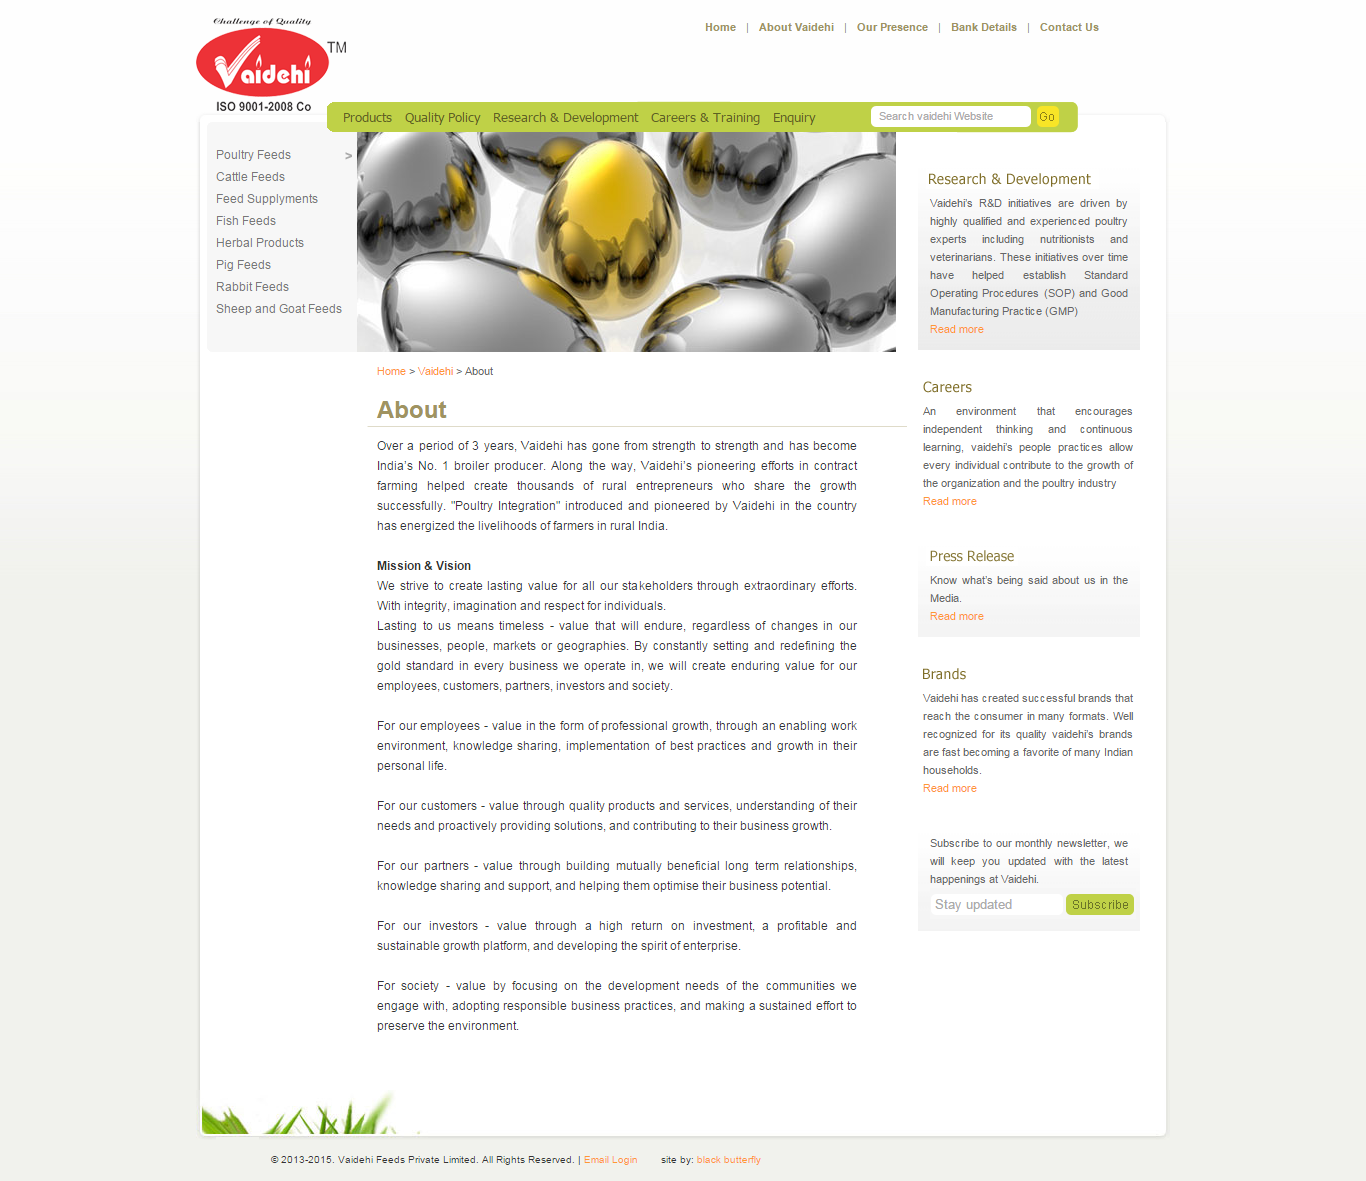 Challenge of Quality
Vaidehi
TM
ISO 9001-2008 Co
Home | About Vaidehi | Our Presence | Bank Details | Contact Us
Products Quality Policy Research & Development Careers & Training Enquiry
Search vaidehi Website Go
Poultry Feeds >
Cattle Feeds
Feed Supplyments
Fish Feeds
Herbal Products
Pig Feeds
Rabbit Feeds
Sheep and Goat Feeds
Home > Vaidehi > About
About
Over a period of 3 years, Vaidehi has gone from strength to strength and has become
India's No. 1 broiler producer. Along the way, Vaidehi's pioneering efforts in contract
farming helped create thousands of rural entrepreneurs who share the growth
successfully. "Poultry Integration" introduced and pioneered by Vaidehi in the country
has energized the livelihoods of farmers in rural India.
Mission & Vision
We strive to create lasting value for all our stakeholders through extraordinary efforts.
With integrity, imagination and respect for individuals.
Lasting to us means timeless - value that will endure, regardless of changes in our
businesses, people, markets or geographies. By constantly setting and redefining the
gold standard in every business we operate in, we will create enduring value for our
employees, customers, partners, investors and society.
For our employees - value in the form of professional growth, through an enabling work
environment, knowledge sharing, implementation of best practices and growth in their
personal life.
For our customers - value through quality products and services, understanding of their
needs and proactively providing solutions, and contributing to their business growth.
For our partners - value through building mutually beneficial long term relationships,
knowledge sharing and support, and helping them optimise their business potential.
For our investors - value through a high return on investment, a profitable and
sustainable growth platform, and developing the spirit of enterprise.
For society - value by focusing on the development needs of the communities we
engage with, adopting responsible business practices, and making a sustained effort to
preserve the environment.
Research & Development
Vaidehi's R&D initiatives are driven by
highly qualified and experienced poultry
experts including nutritionists and
veterinarians. These initiatives over time
have helped establish Standard
Operating Procedures (SOP) and Good
Manufacturing Practice (GMP)
Read more
Careers
An environment that encourages
independent thinking and continuous
learning, vaidehi's people practices allow
every individual contribute to the growth of
the organization and the poultry industry
Read more
Press Release
Know what's being said about us in the
Media.
Read more
Brands
Vaidehi has created successful brands that
reach the consumer in many formats. Well
recognized for its quality vaidehi's brands
are fast becoming a favorite of many Indian
households.
Read more
Subscribe to our monthly newsletter, we
will keep you updated with the latest
happenings at Vaidehi.
Stay updated Subscribe
© 2013-2015. Vaidehi Feeds Private Limited. All Rights Reserved. | Email Login site by: black butterfly